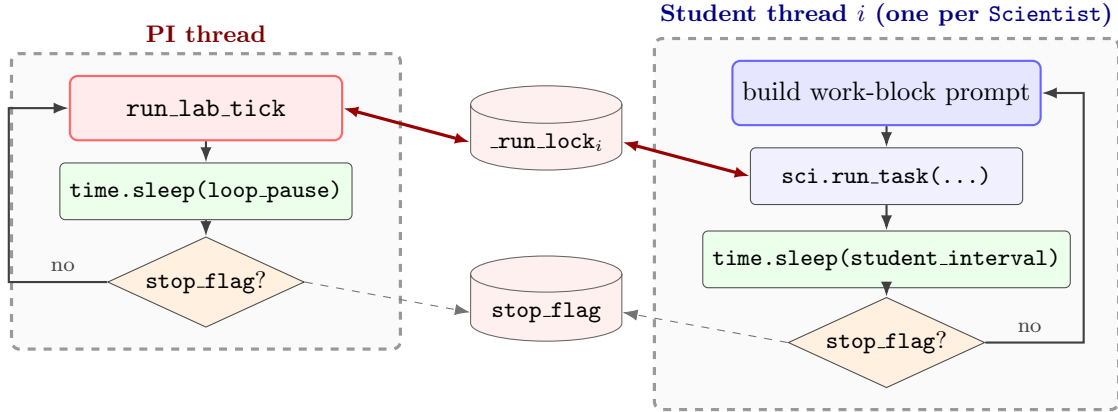 PI thread
run_lab_tick
time.sleep(loop_pause)
no
stop_flag?
_run_lockᵢ
stop_flag
Student thread i (one per Scientist)
build work-block prompt
sci.run_task(...)
time.sleep(student_interval)
stop_flag?
no